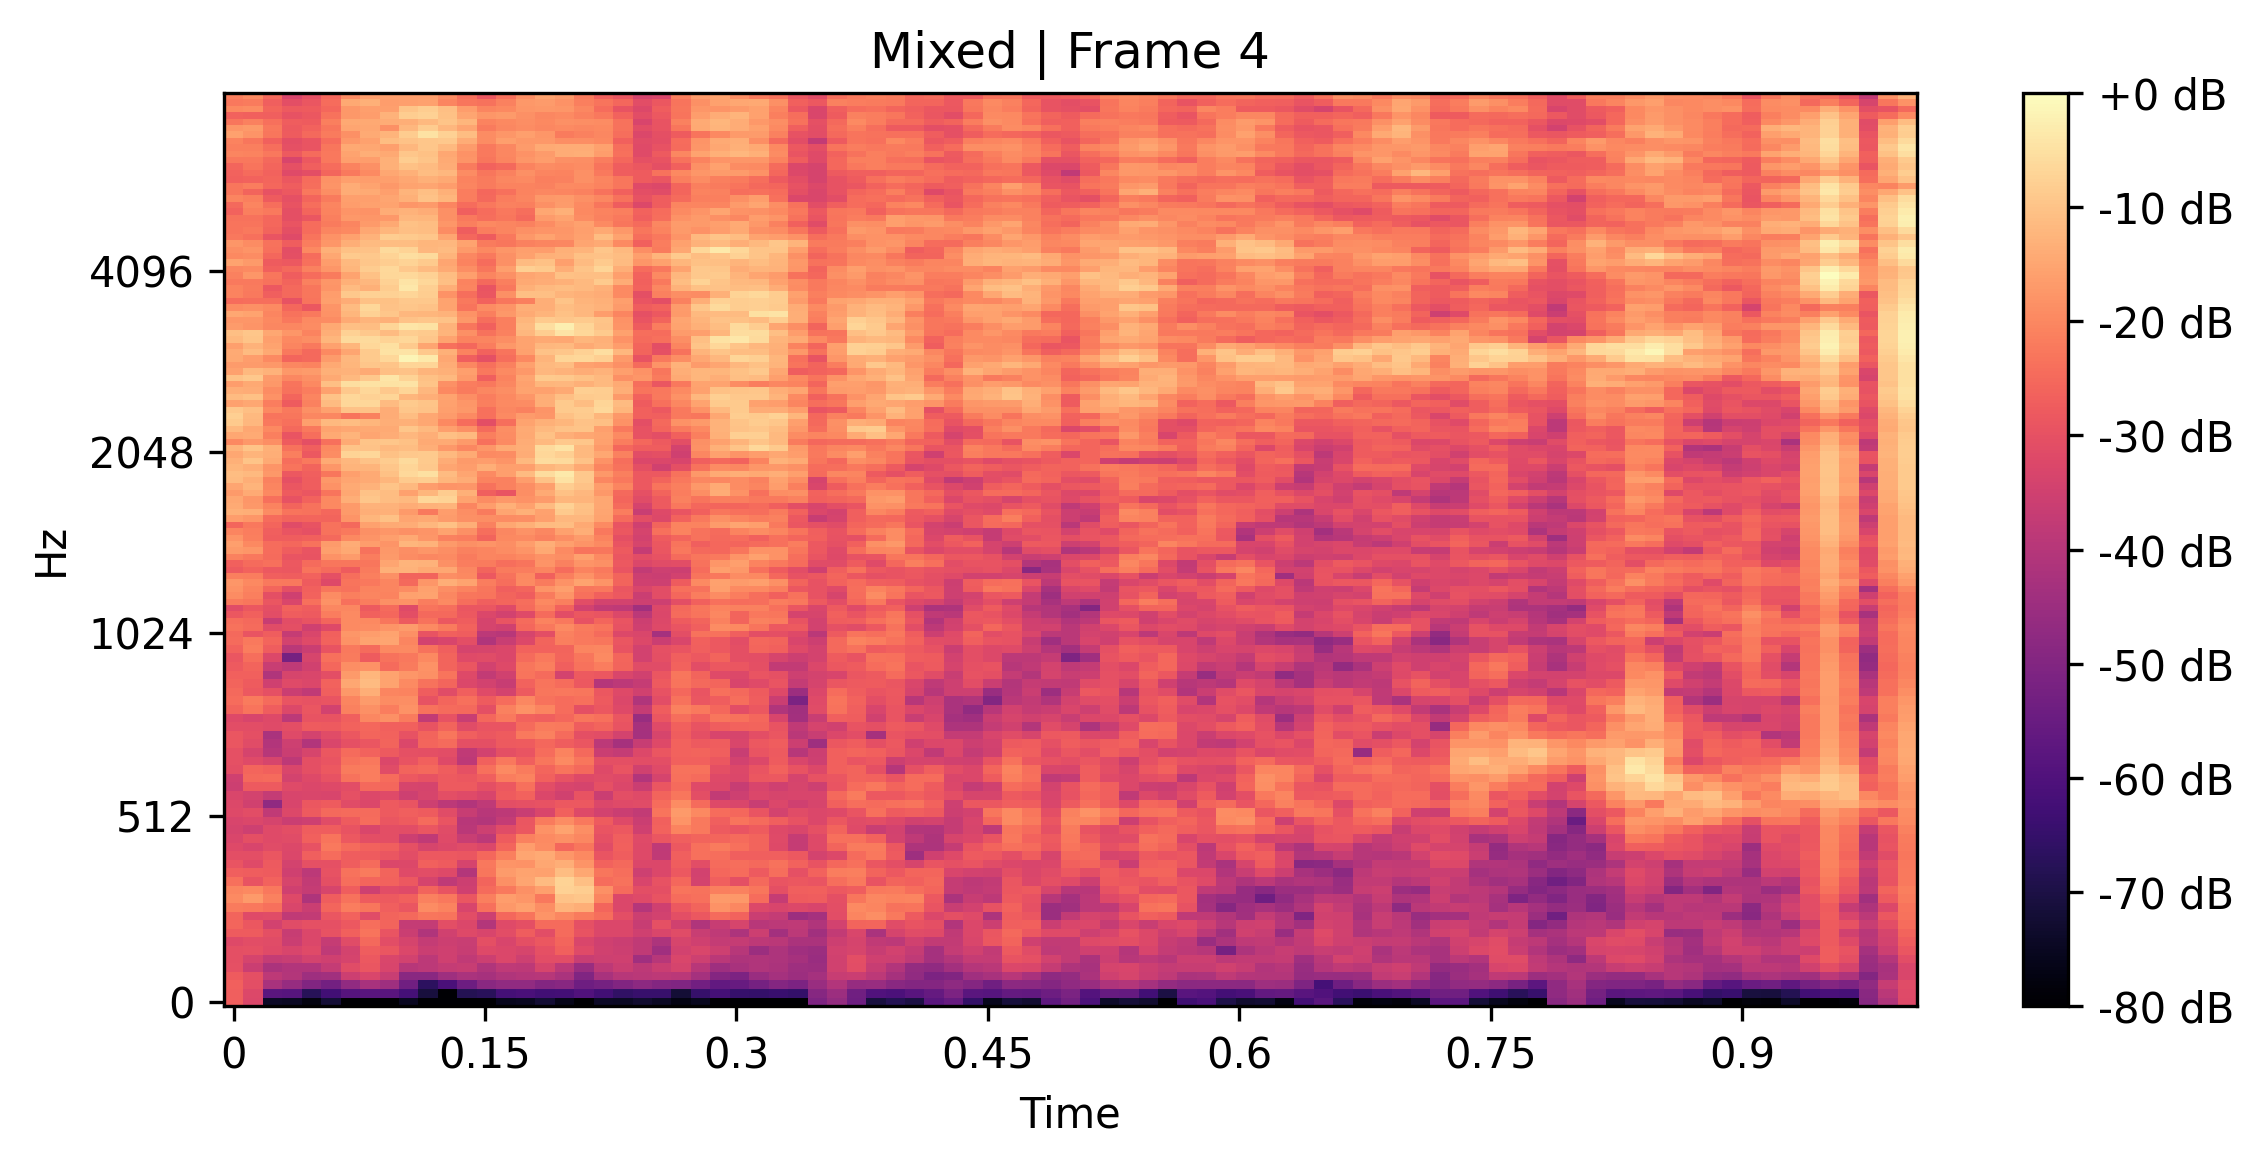 Mixed | Frame 4
Hz
4096
2048
1024
512
0
0 0.15 0.3 0.45 0.6 0.75 0.9
Time
+0 dB
-10 dB
-20 dB
-30 dB
-40 dB
-50 dB
-60 dB
-70 dB
-80 dB